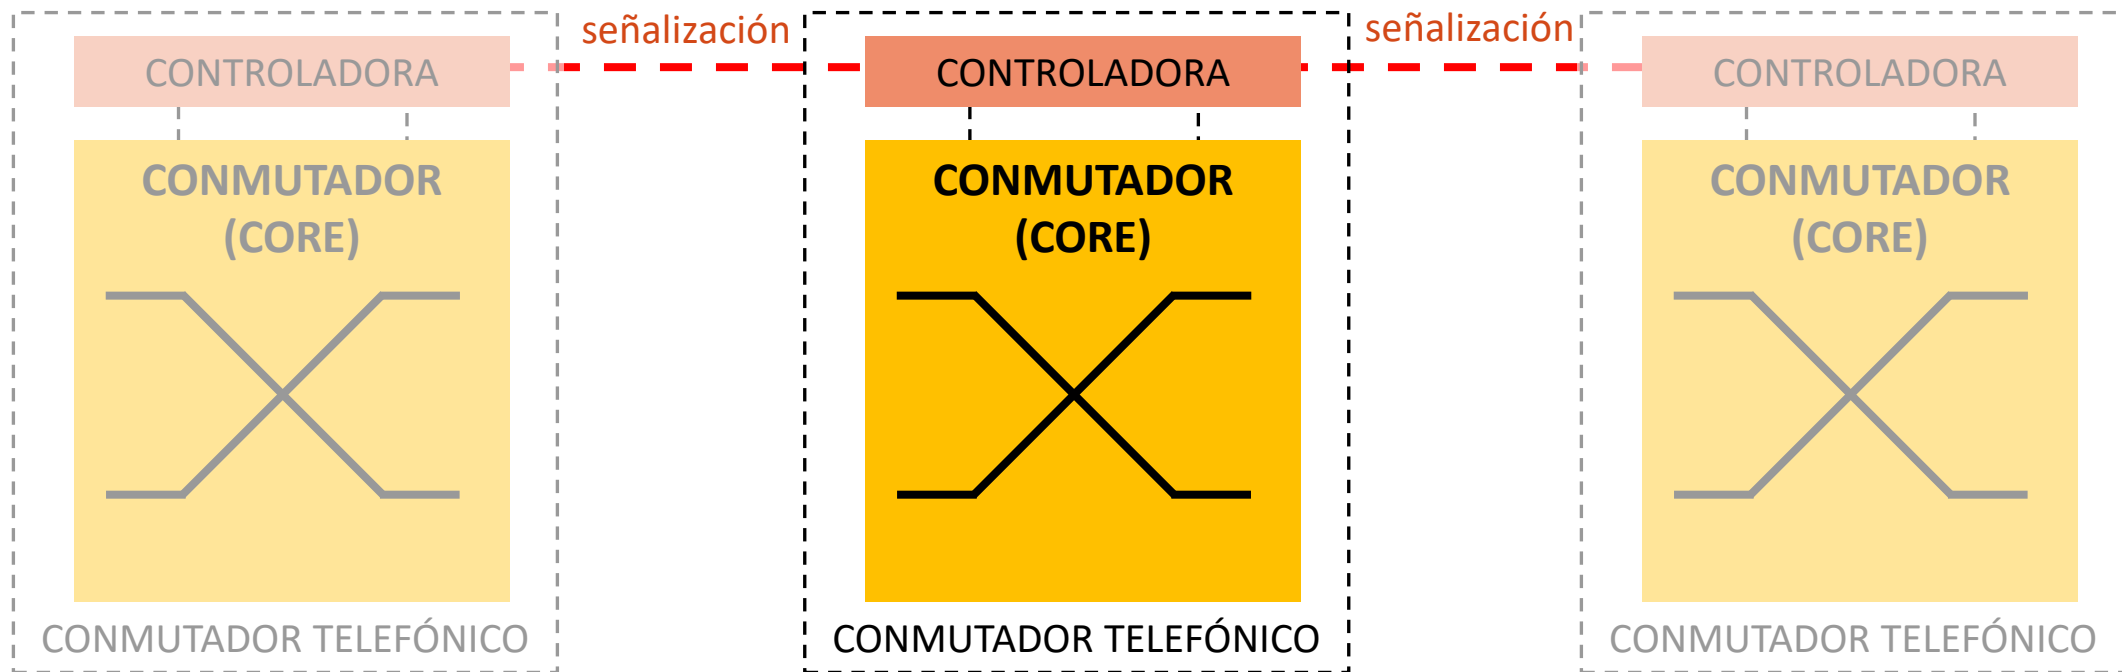 señalización
señalización
CONTROLADORA
CONTROLADORA
CONTROLADORA
CONMUTADOR
(CORE)
CONMUTADOR
(CORE)
CONMUTADOR
(CORE)
CONMUTADOR TELEFÓNICO
CONMUTADOR TELEFÓNICO
CONMUTADOR TELEFÓNICO